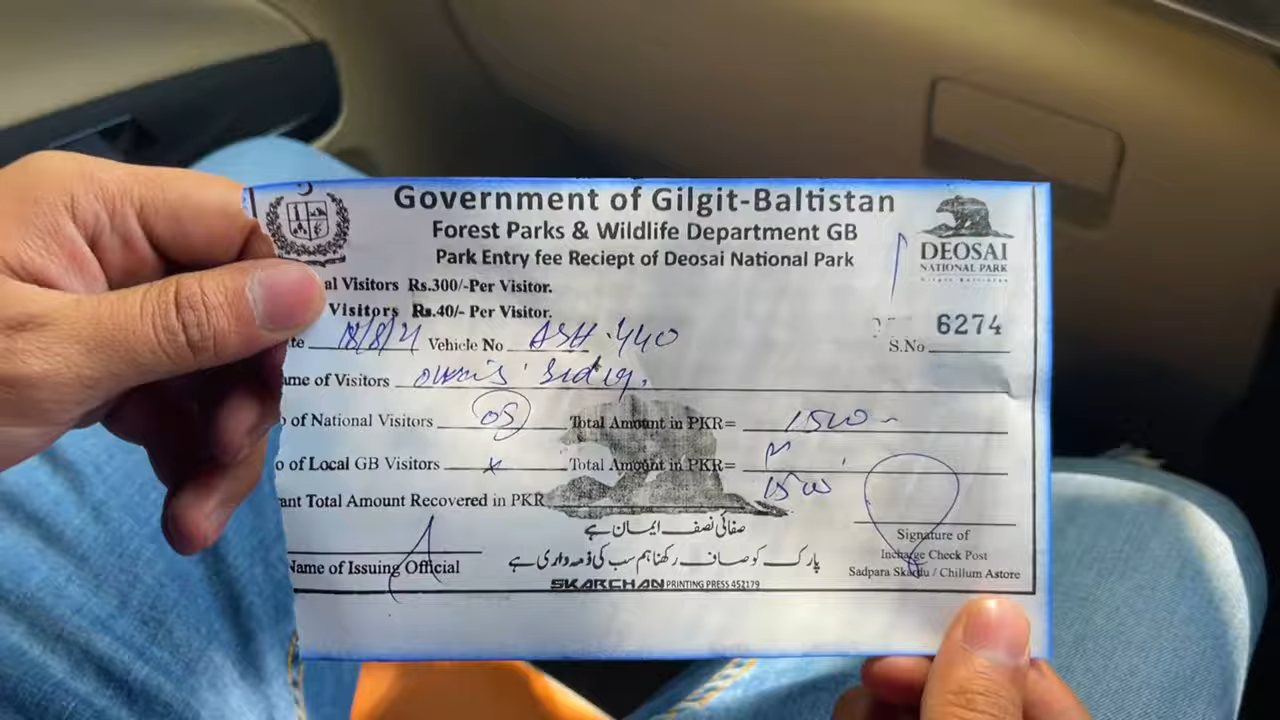 Government of Gilgit-Baltistan
Forest Parks & Wildlife Department GB
Park Entry fee Reciept of Deosai National Park
DEOSAI
NATIONAL PARK
Gilgit Baltistan
al Visitors Rs.300/-Per Visitor.
Visitors Rs.40/- Per Visitor.
6274
S.No
te 18/8/21 Vehicle No ASH-440
ame of Visitors
o of National Visitors 05 Total Amount in PKR= 1500
o of Local GB Visitors x Total Amount in PKR=
ant Total Amount Recovered in PKR 1500
صفائی نصف ایمان ہے
پارک کو صاف رکھنا ہم سب کی ذمہ داری ہے
Name of Issuing Official
Signature of
Incharge Check Post
Sadpara Skardu / Chillum Astore
SKARCHAN PRINTING PRESS 452179